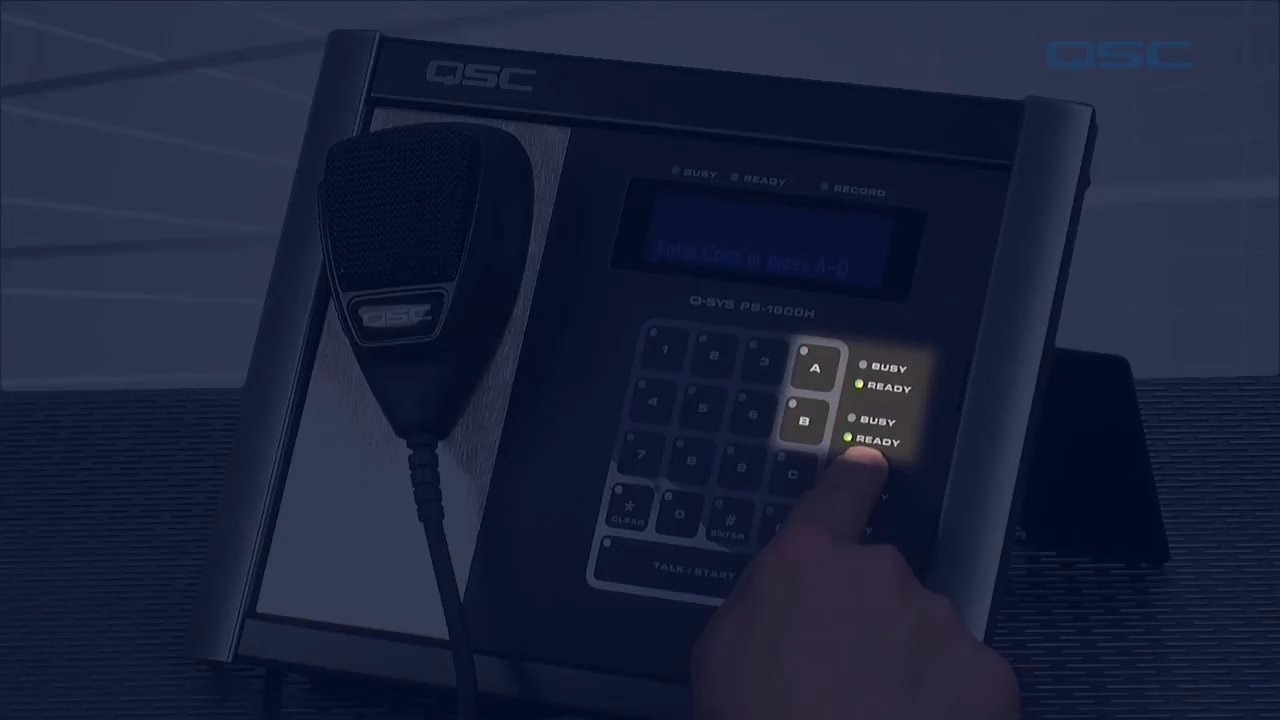 QSC
QSC
BUSY READY RECORD
Enter Code or press A-D
Q-SYS PS-1600H
1 2 3 A BUSY
READY
4 5 6 B BUSY
READY
7 8 9 C
* 0 #
CLEAR ENTER
TALK / START
QSC